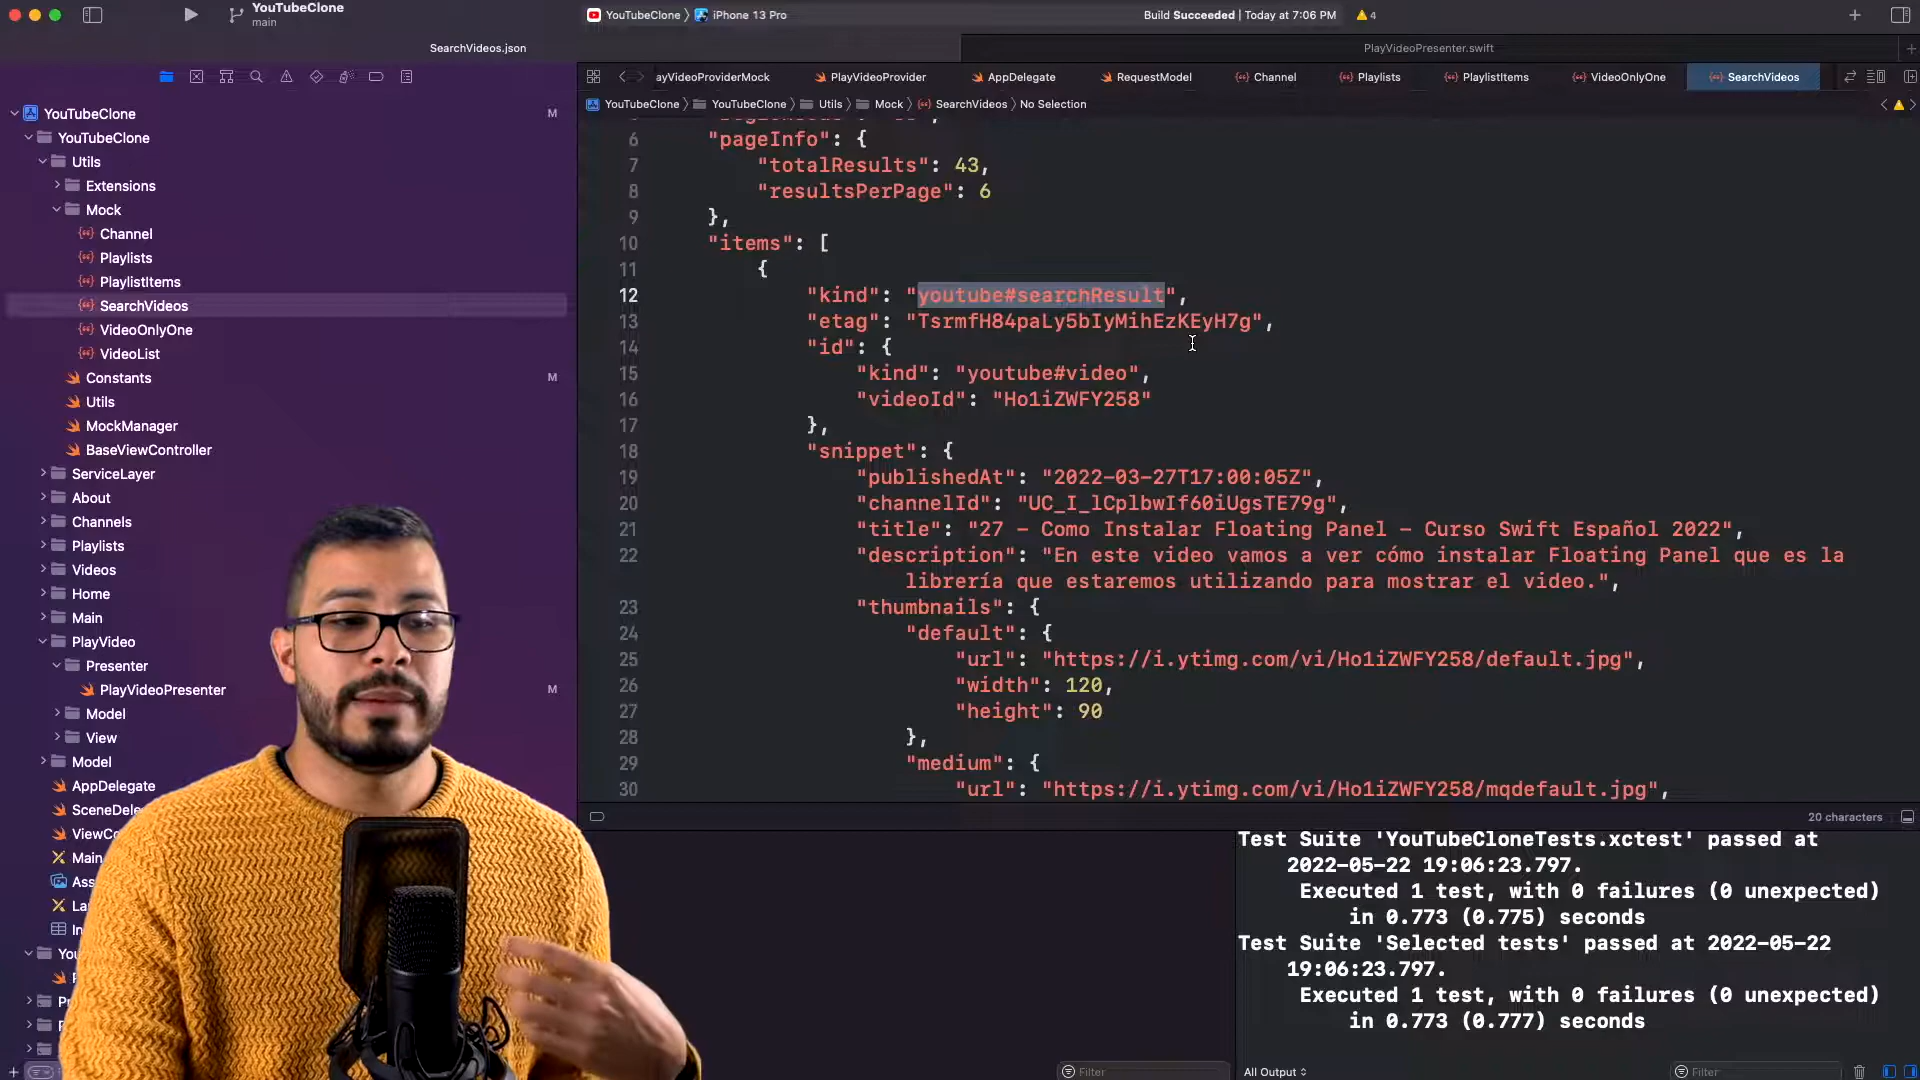 YouTubeClone
main
YouTubeClone
iPhone 13 Pro
Build Succeeded | Today at 7:06 PM
4
SearchVideos.json
PlayVideoPresenter.swift
ayVideoProviderMock
PlayVideoProvider
AppDelegate
RequestModel
Channel
Playlists
PlaylistItems
VideoOnlyOne
SearchVideos
YouTubeClone
YouTubeClone
Utils
Mock
SearchVideos
No Selection
YouTubeClone M
YouTubeClone
Utils
Extensions
Mock
Channel
Playlists
PlaylistItems
SearchVideos
VideoOnlyOne
VideoList
Constants M
Utils
MockManager
BaseViewController
ServiceLayer
About
Channels
Playlists
Videos
Home
Main
PlayVideo
Presenter
PlayVideoPresenter M
Model
View
Model
AppDelegate
SceneDele
ViewCo
Main
Ass
La
In
You
P
Pr
6 "pageInfo": {
7 "totalResults": 43,
8 "resultsPerPage": 6
9 },
10 "items": [
11 {
12 "kind": "youtube#searchResult",
13 "etag": "TsrmfH84paLy5bIyMihEzKEyH7g",
14 "id": {
15 "kind": "youtube#video",
16 "videoId": "Ho1iZWFY258"
17 },
18 "snippet": {
19 "publishedAt": "2022-03-27T17:00:05Z",
20 "channelId": "UC_I_lCplbwIf60iUgsTE79g",
21 "title": "27 - Como Instalar Floating Panel - Curso Swift Español 2022",
22 "description": "En este video vamos a ver cómo instalar Floating Panel que es la
librería que estaremos utilizando para mostrar el video.",
23 "thumbnails": {
24 "default": {
25 "url": "https://i.ytimg.com/vi/Ho1iZWFY258/default.jpg",
26 "width": 120,
27 "height": 90
28 },
29 "medium": {
30 "url": "https://i.ytimg.com/vi/Ho1iZWFY258/mqdefault.jpg",
20 characters
Test Suite 'YouTubeCloneTests.xctest' passed at
2022-05-22 19:06:23.797.
Executed 1 test, with 0 failures (0 unexpected)
in 0.773 (0.775) seconds
Test Suite 'Selected tests' passed at 2022-05-22
19:06:23.797.
Executed 1 test, with 0 failures (0 unexpected)
in 0.773 (0.777) seconds
Filter
All Output
Filter